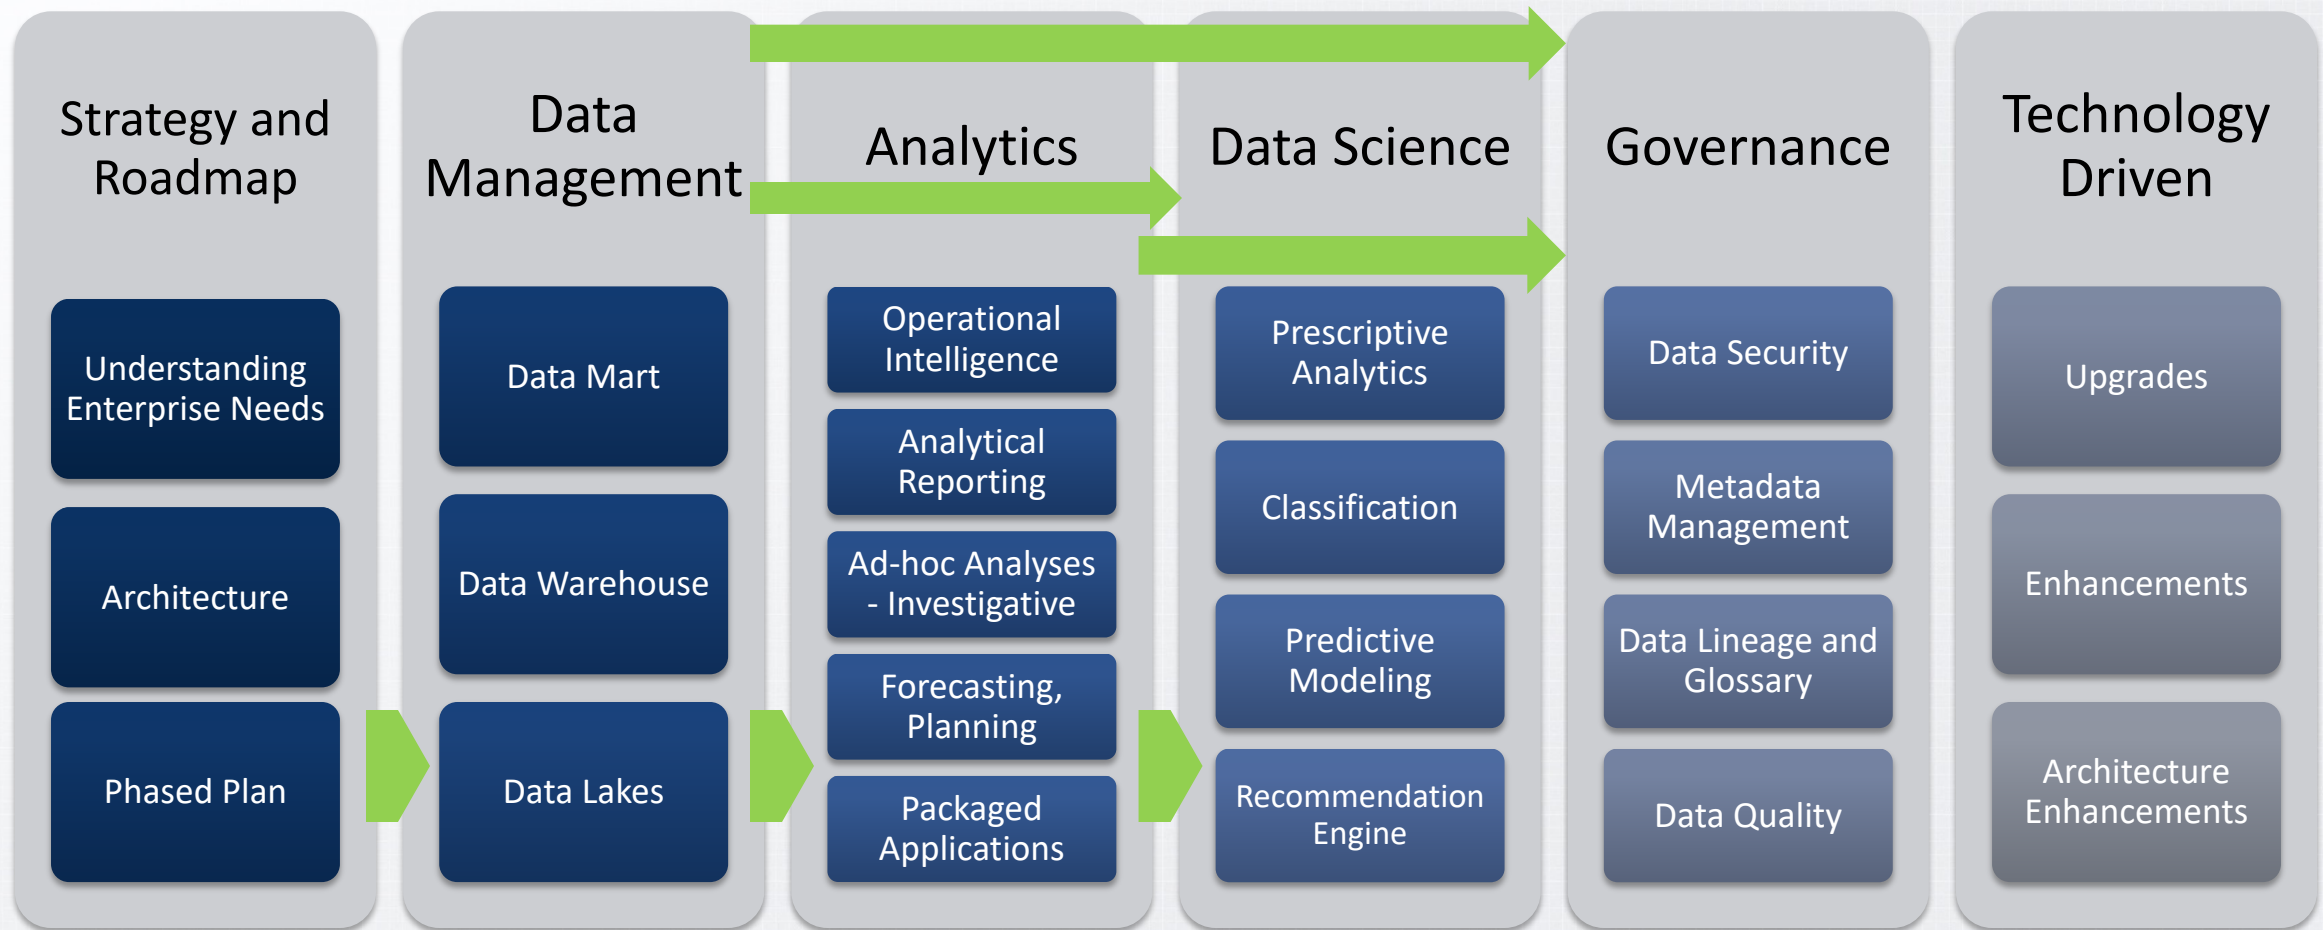 Strategy and
Roadmap
Understanding
Enterprise Needs
Architecture
Phased Plan
Data
Management
Data Mart
Data Warehouse
Data Lakes
Analytics
Operational
Intelligence
Analytical
Reporting
Ad-hoc Analyses
- Investigative
Forecasting,
Planning
Packaged
Applications
Data Science
Prescriptive
Analytics
Classification
Predictive
Modeling
Recommendation
Engine
Governance
Data Security
Metadata
Management
Data Lineage and
Glossary
Data Quality
Technology
Driven
Upgrades
Enhancements
Architecture
Enhancements